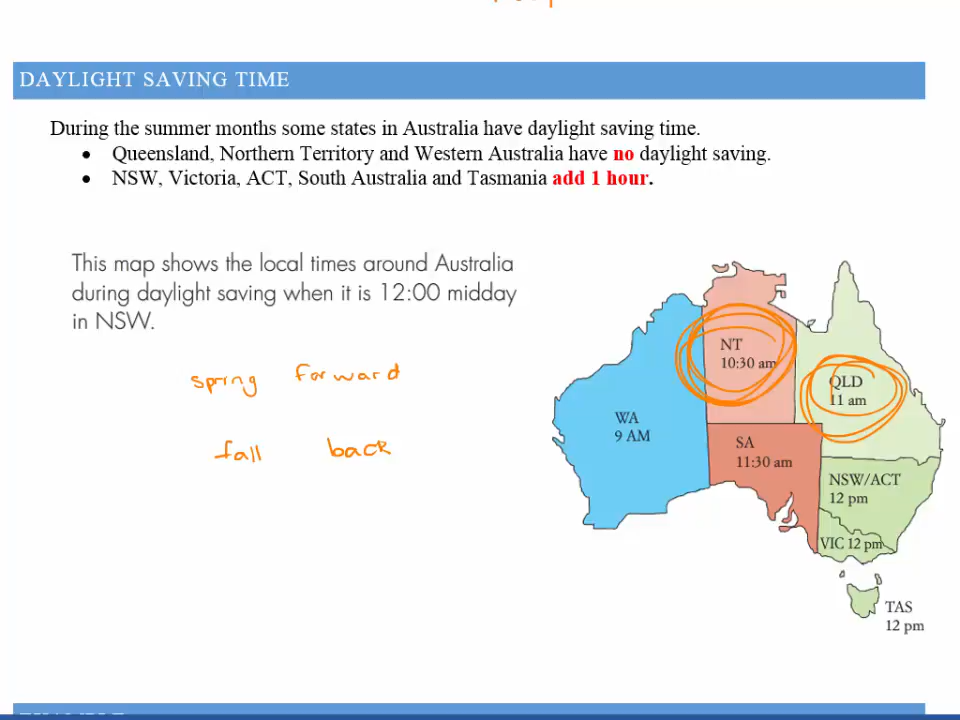 DAYLIGHT SAVING TIME
During the summer months some states in Australia have daylight saving time.
• Queensland, Northern Territory and Western Australia have no daylight saving.
• NSW, Victoria, ACT, South Australia and Tasmania add 1 hour.
This map shows the local times around Australia
during daylight saving when it is 12:00 midday
in NSW.
spring forward
fall back
NT
10:30 am
QLD
11 am
WA
9 AM
SA
11:30 am
NSW/ACT
12 pm
VIC 12 pm
TAS
12 pm